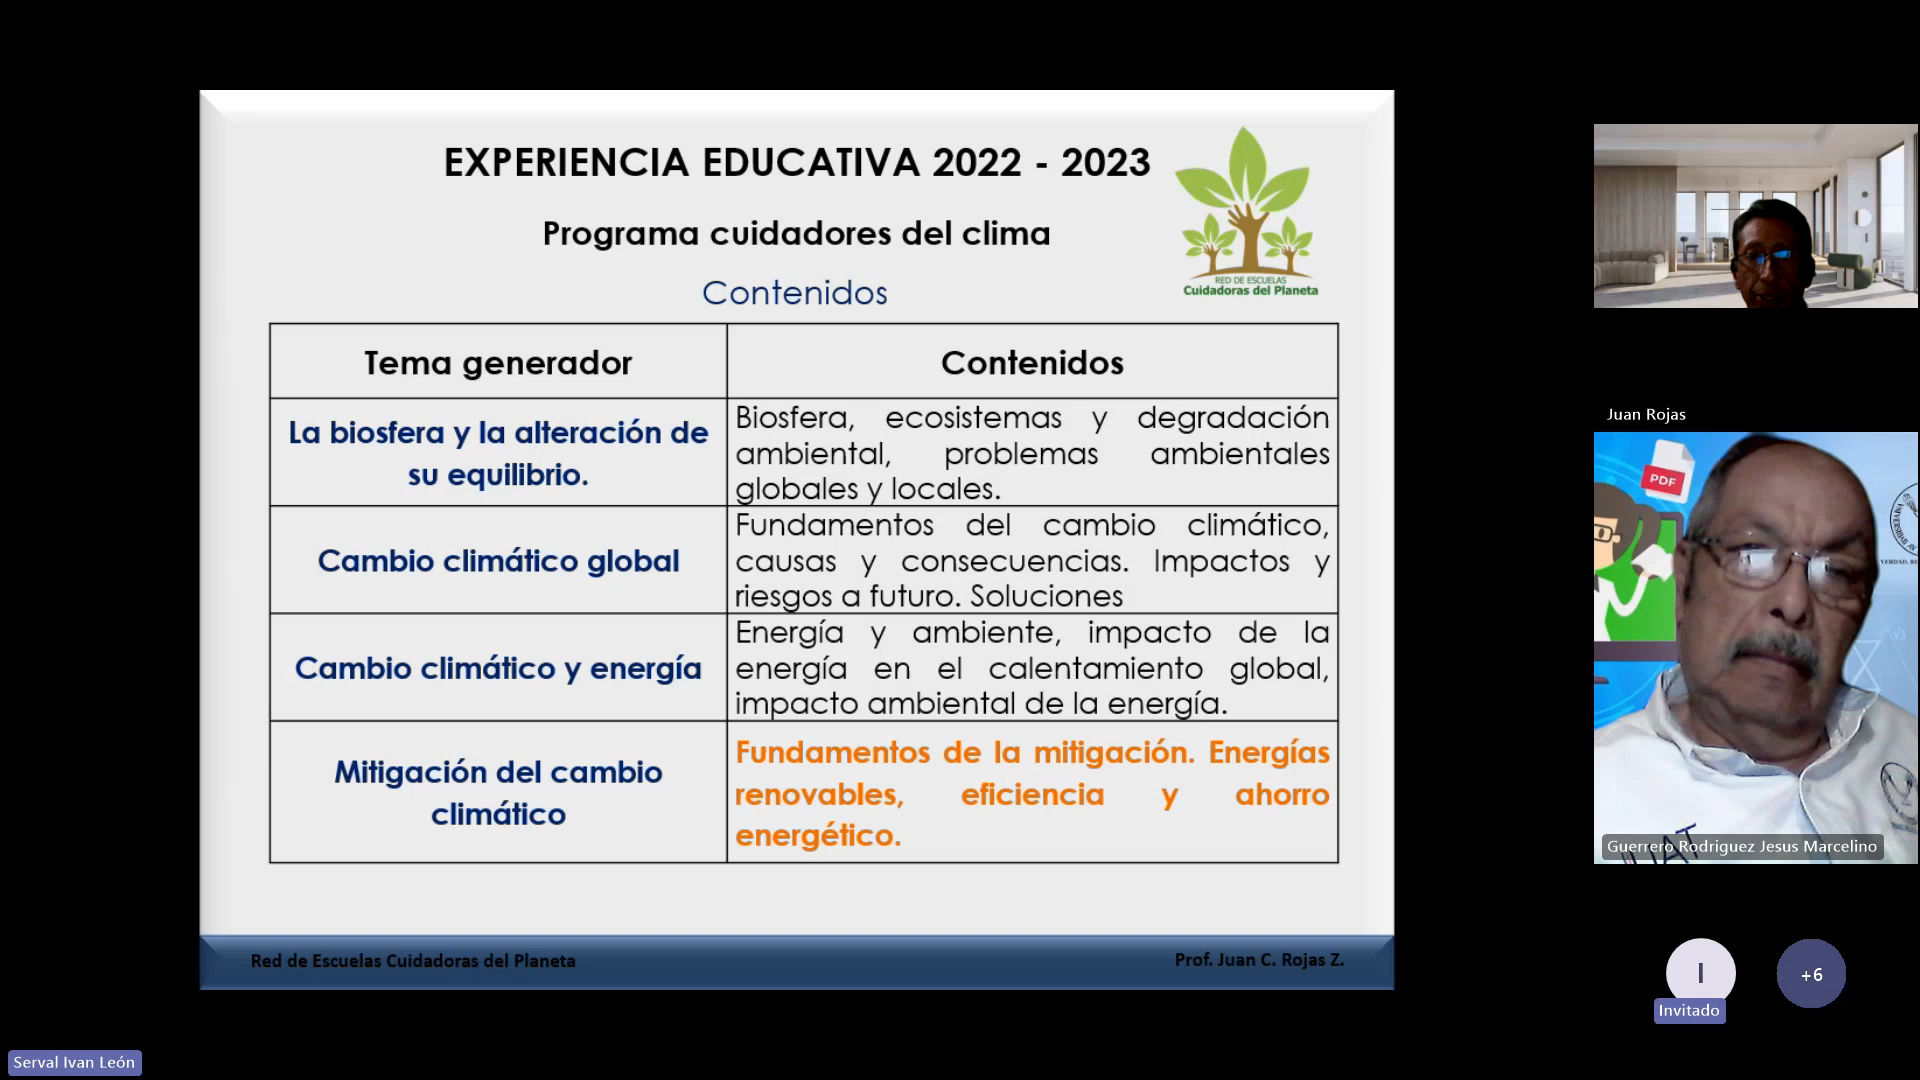 EXPERIENCIA EDUCATIVA 2022 - 2023
Programa cuidadores del clima
Contenidos
RED DE ESCUELAS
Cuidadoras del Planeta
Tema generador
Contenidos
La biosfera y la alteración de
su equilibrio.
Biosfera, ecosistemas y degradación
ambiental, problemas ambientales
globales y locales.
Cambio climático global
Fundamentos del cambio climático,
causas y consecuencias. Impactos y
riesgos a futuro. Soluciones
Cambio climático y energía
Energía y ambiente, impacto de la
energía en el calentamiento global,
impacto ambiental de la energía.
Mitigación del cambio
climático
Fundamentos de la mitigación. Energías
renovables, eficiencia y ahorro
energético.
Red de Escuelas Cuidadoras del Planeta
Prof. Juan C. Rojas Z.
Juan Rojas
PDF
Guerrero Rodriguez Jesus Marcelino
I
Invitado
+6
Serval Ivan León